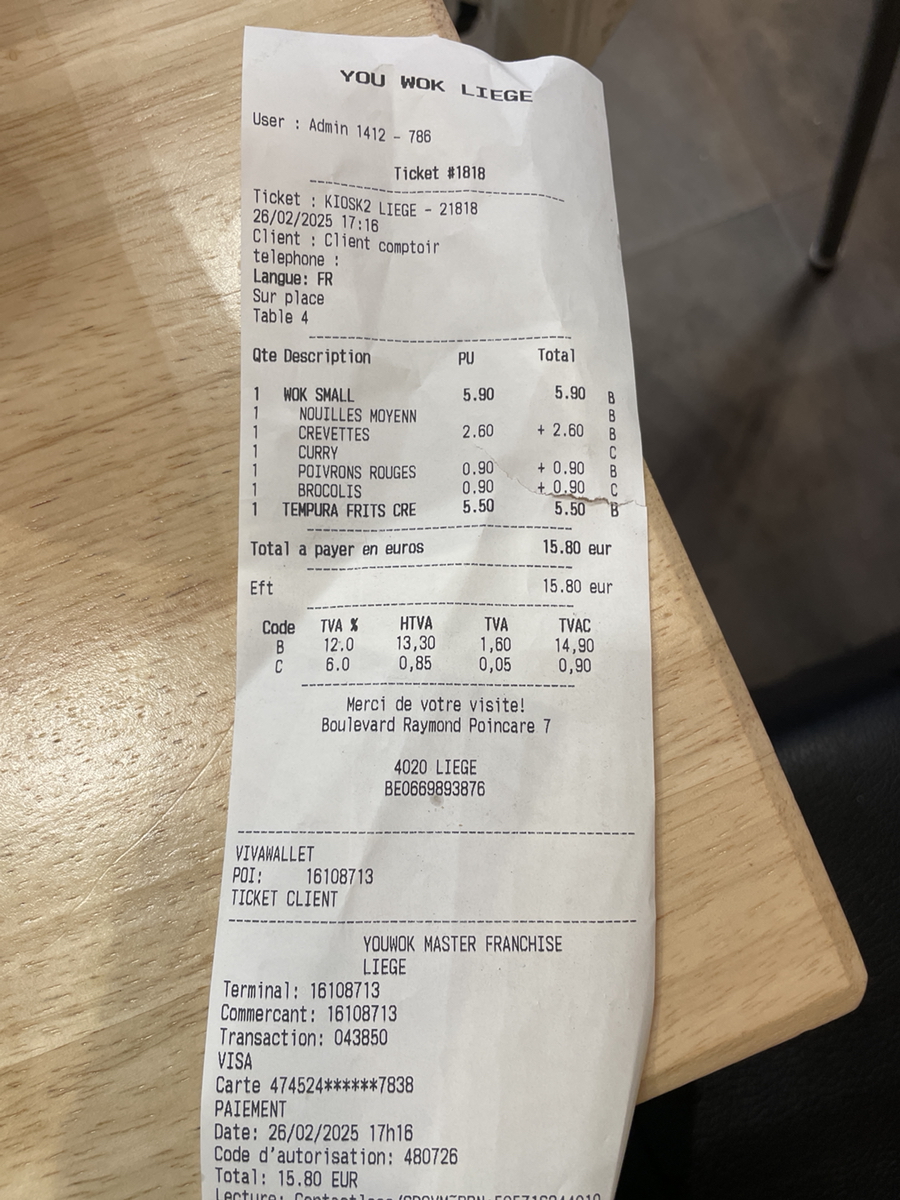 YOU WOK LIEGE
User : Admin 1412 - 786
Ticket #1818
Ticket : KIOSK2 LIEGE - 21818
26/02/2025 17:16
Client : Client comptoir
telephone :
Langue: FR
Sur place
Table 4
Qte Description PU Total
1 WOK SMALL 5.90 5.90 B
1 NOUILLES MOYENN B
1 CREVETTES 2.60 + 2.60 B
1 CURRY C
1 POIVRONS ROUGES 0.90 + 0.90 B
1 BROCOLIS 0.90 + 0.90 C
1 TEMPURA FRITS CRE 5.50 5.50 B
Total a payer en euros 15.80 eur
Eft 15.80 eur
Code TVA % HTVA TVA TVAC
B 12.0 13,30 1,60 14,90
C 6.0 0,85 0,05 0,90
Merci de votre visite!
Boulevard Raymond Poincare 7
4020 LIEGE
BE0669893876
VIVAWALLET
POI: 16108713
TICKET CLIENT
YOUWOK MASTER FRANCHISE
LIEGE
Terminal: 16108713
Commercant: 16108713
Transaction: 043850
VISA
Carte 474524******7838
PAIEMENT
Date: 26/02/2025 17h16
Code d'autorisation: 480726
Total: 15.80 EUR
Lecture: